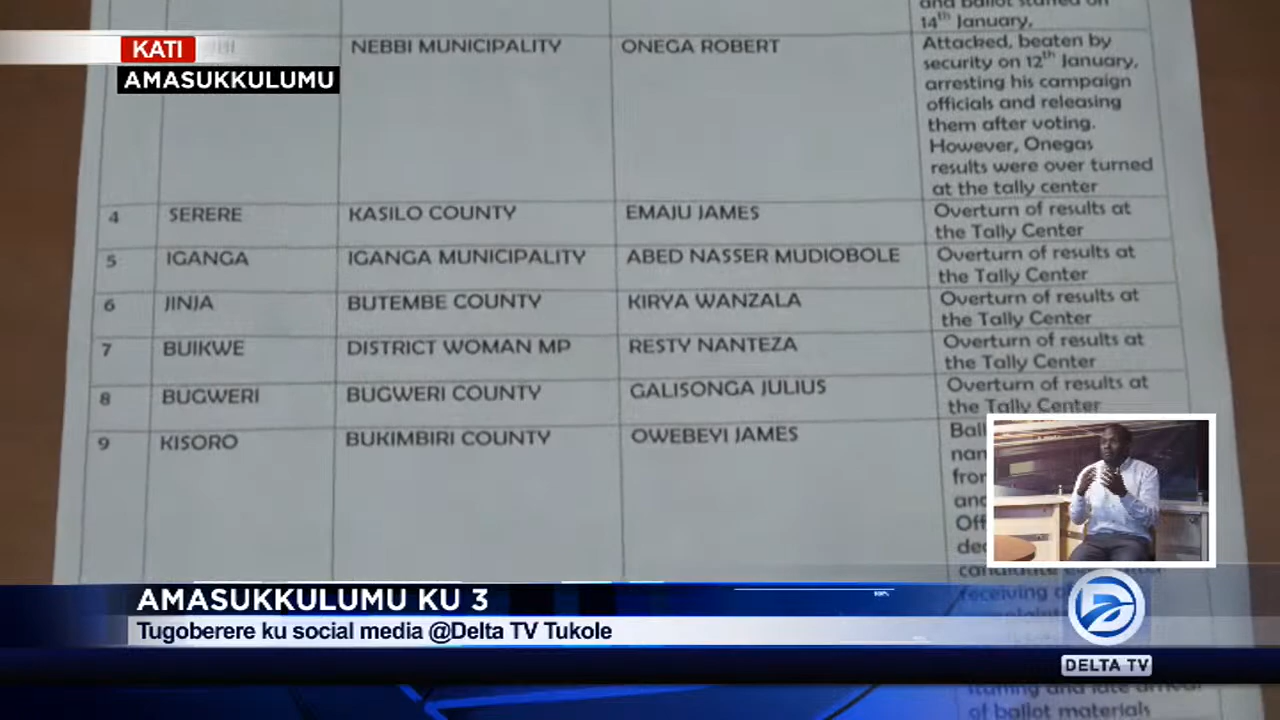 and ballot stuffed on
14th January,
KATI
AMASUKKULUMU
NEBBI MUNICIPALITY
ONEGA ROBERT
Attacked, beaten by
security on 12th January,
arresting his campaign
officials and releasing
them after voting.
However, Onegas
results were over turned
at the tally center
4 SERERE KASILO COUNTY EMAJU JAMES Overturn of results at
the Tally Center
5 IGANGA IGANGA MUNICIPALITY ABED NASSER MUDIOBOLE Overturn of results at
the Tally Center
6 JINJA BUTEMBE COUNTY KIRYA WANZALA Overturn of results at
the Tally Center
7 BUIKWE DISTRICT WOMAN MP RESTY NANTEZA Overturn of results at
the Tally Center
8 BUGWERI BUGWERI COUNTY GALISONGA JULIUS Overturn of results at
the Tally Center
9 KISORO BUKIMBIRI COUNTY OWEBEYI JAMES
receiving
AMASUKKULUMU KU 3
Tugoberere ku social media @Delta TV Tukole
DELTA TV
of ballot materials